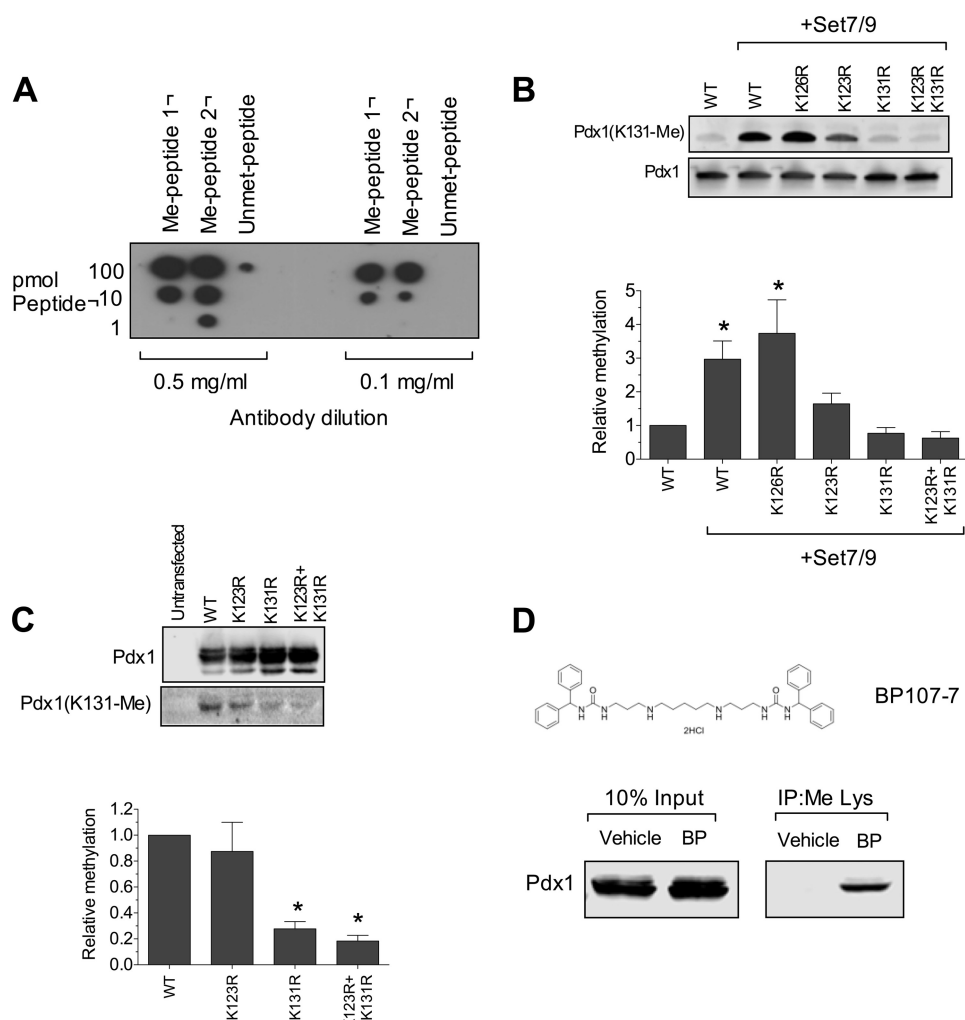 A
Me-peptide 1¬
Me-peptide 2¬
Unmet-peptide
Me-peptide 1¬
Me-peptide 2¬
Unmet-peptide
pmol
Peptide¬
100
10
1
0.5 mg/ml
0.1 mg/ml
Antibody dilution
B
+Set7/9
WT
WT
K126R
K123R
K131R
K123R
K131R
Pdx1(K131-Me)
Pdx1
Relative methylation
5
4
3
2
1
0
*
*
WT
WT
K126R
K123R
K131R
K123R+
K131R
+Set7/9
C
Untransfected
WT
K123R
K131R
K123R+
K131R
Pdx1
Pdx1(K131-Me)
Relative methylation
1.2
1.0
0.8
0.6
0.4
0.2
0.0
*
*
WT
K123R
K131R
K123R+
K131R
D
BP107-7
O
N
H
N
H
N
H
N
H
O
N
H
N
H
2HCl
10% Input
IP:Me Lys
Vehicle
BP
Vehicle
BP
Pdx1